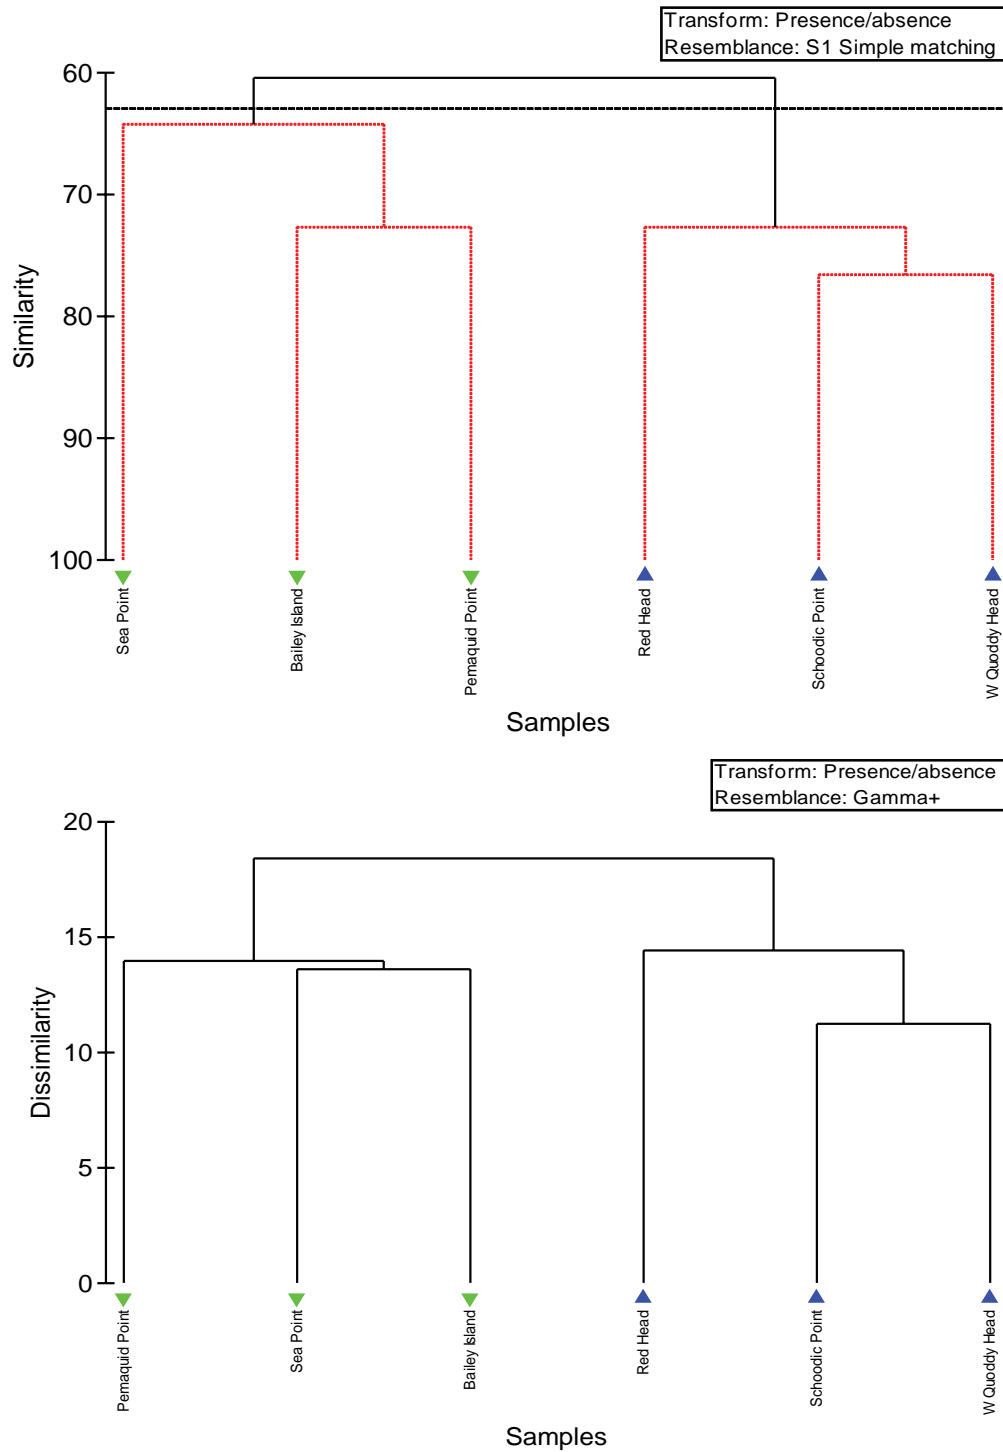 Transform: Presence/absence
Resemblance: S1 Simple matching
60
70
80
90
100
Similarity
Sea Point
Bailey Island
Pemaquid Point
Red Head
Schoodic Point
W Quoddy Head
Samples
Transform: Presence/absence
Resemblance: Gamma+
20
15
10
5
0
Dissimilarity
Pemaquid Point
Sea Point
Bailey Island
Red Head
Schoodic Point
W Quoddy Head
Samples